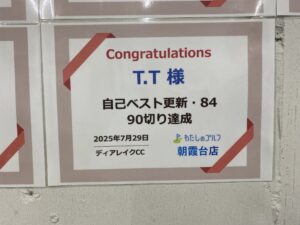 Congratulations
T.T 様
自己ベスト更新・84
90切り達成
2025年7月29日
ディアレイクCC
わたしのゴルフ
朝霞台店